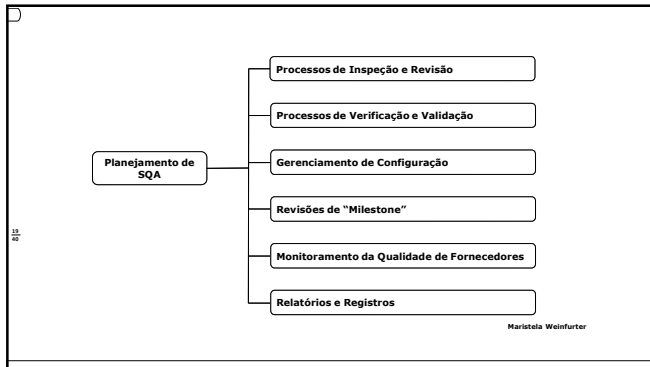 Processos de Inspeção e Revisão
Processos de Verificação e Validação
Planejamento de
SQA
Gerenciamento de Configuração
Revisões de “Milestone”
Monitoramento da Qualidade de Fornecedores
Relatórios e Registros
19
40
Maristela Weinfurter